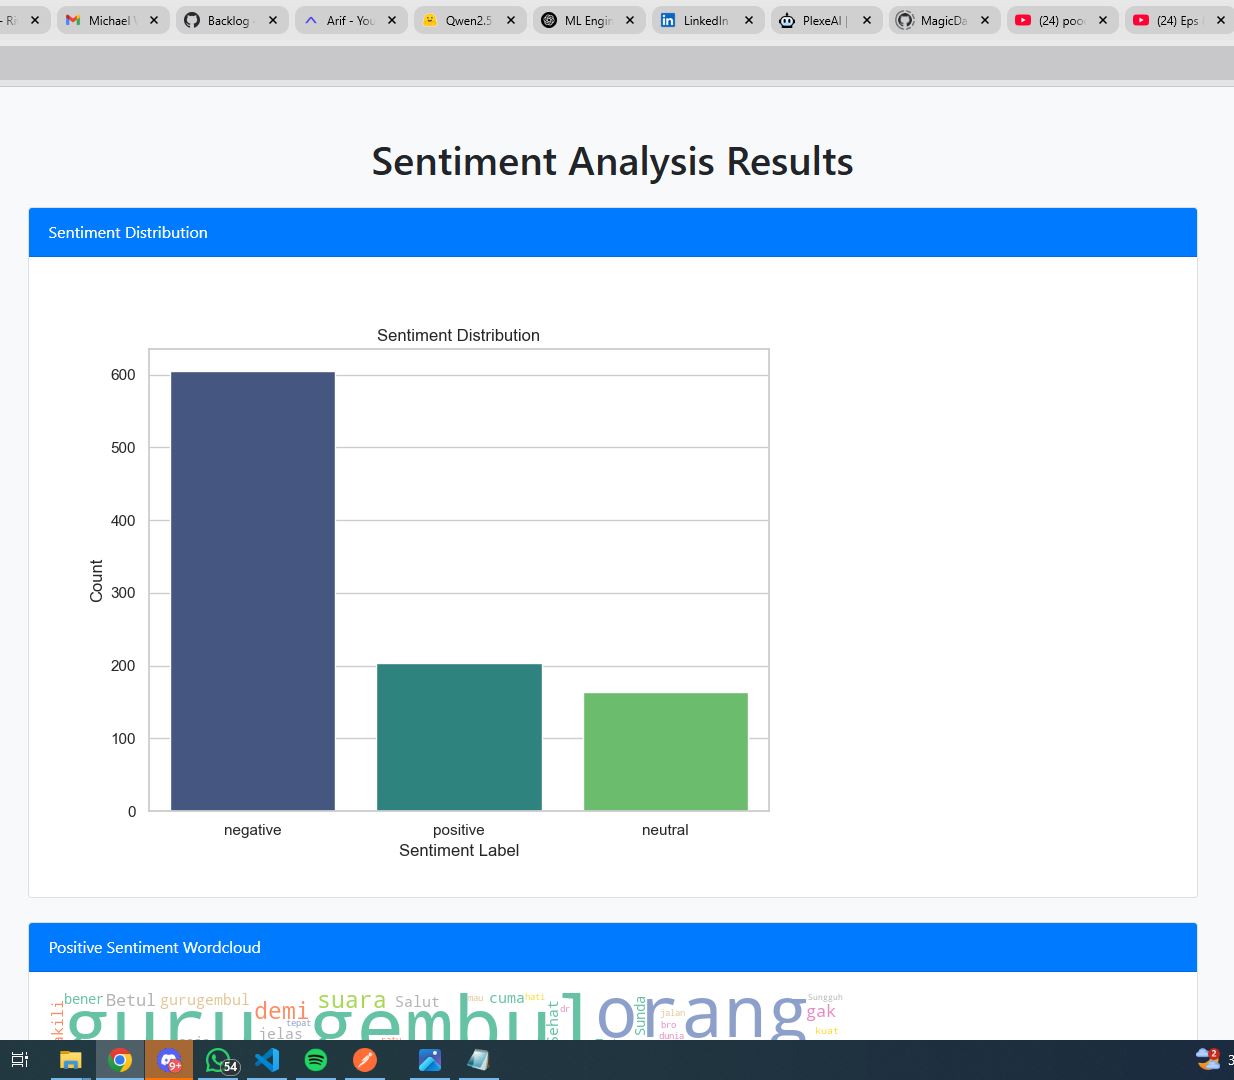 - Ri
Michael V
Backlog ·
Arif - You
Qwen2.5
ML Engin
LinkedIn
PlexeAI |
MagicDa
(24) pood
(24) Eps
Sentiment Analysis Results
Sentiment Distribution
Sentiment Distribution
600
500
400
300
200
100
0
Count
negative
positive
neutral
Sentiment Label
Positive Sentiment Wordcloud
akili
bener
Betul
gurugembul
demi
suara
Salut
mau
cuma
hati
guru
gembul
jelas
tepat
Sehat
dr
orang
Sunda
jalan
bro
dunia
Sungguh
gak
kuat
9+
54
2
3